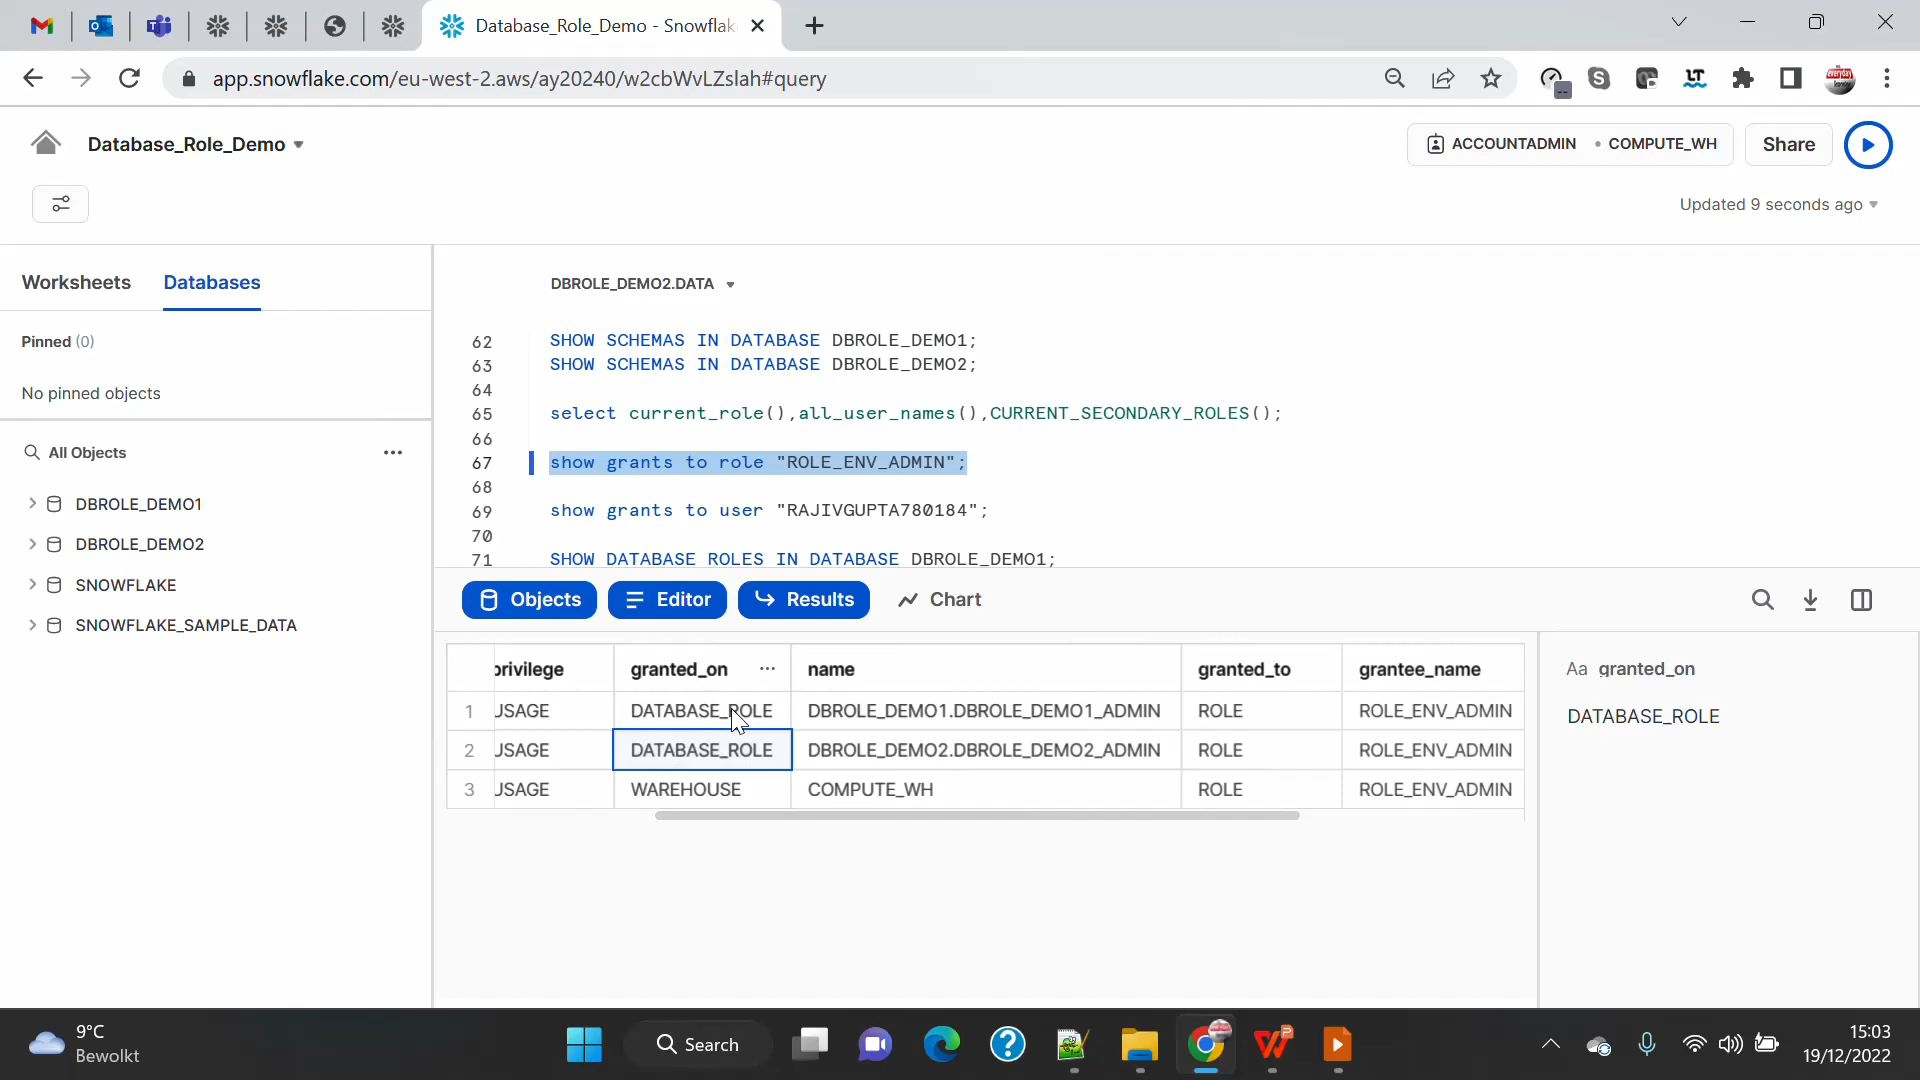 Database_Role_Demo - Snowflak
app.snowflake.com/eu-west-2.aws/ay20240/w2cbWvLZslah#query
Database_Role_Demo
ACCOUNTADMIN • COMPUTE_WH
Share
Updated 9 seconds ago
Worksheets Databases
Pinned (0)
No pinned objects
All Objects
DBROLE_DEMO1
DBROLE_DEMO2
SNOWFLAKE
SNOWFLAKE_SAMPLE_DATA
DBROLE_DEMO2.DATA
62 SHOW SCHEMAS IN DATABASE DBROLE_DEMO1;
63 SHOW SCHEMAS IN DATABASE DBROLE_DEMO2;
64
65 select current_role(),all_user_names(),CURRENT_SECONDARY_ROLES();
66
67 show grants to role "ROLE_ENV_ADMIN";
68
69 show grants to user "RAJIVGUPTA780184";
70
71 SHOW DATABASE ROLES IN DATABASE DBROLE_DEMO1;
Objects Editor Results Chart
privilege granted_on ... name granted_to grantee_name
1 USAGE DATABASE_ROLE DBROLE_DEMO1.DBROLE_DEMO1_ADMIN ROLE ROLE_ENV_ADMIN
2 USAGE DATABASE_ROLE DBROLE_DEMO2.DBROLE_DEMO2_ADMIN ROLE ROLE_ENV_ADMIN
3 USAGE WAREHOUSE COMPUTE_WH ROLE ROLE_ENV_ADMIN
Aa granted_on
DATABASE_ROLE
9°C
Bewolkt
Search
15:03
19/12/2022